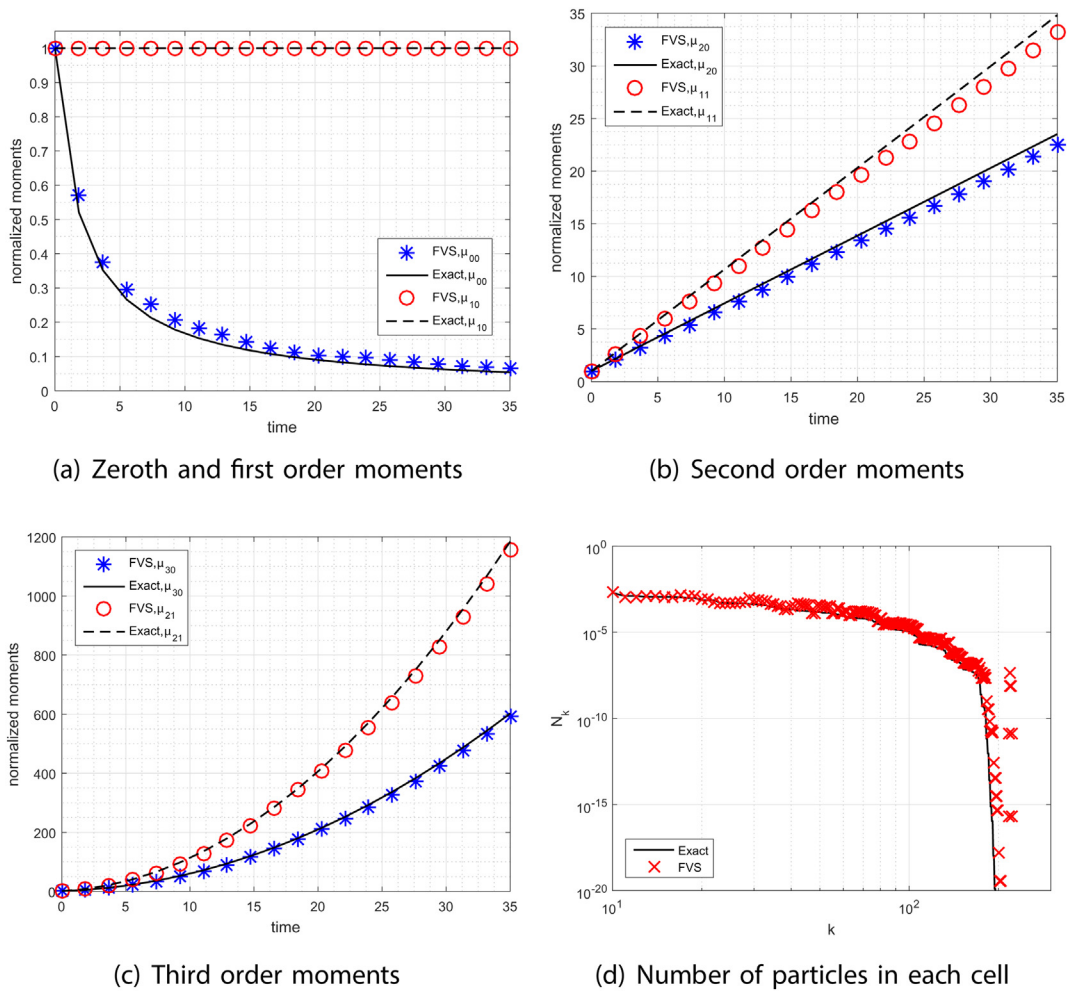 normalized moments
1
0.9
0.8
0.7
0.6
0.5
0.4
0.3
0.2
0.1
0
FVS,μ00
Exact,μ00
FVS,μ10
Exact,μ10
0 5 10 15 20 25 30 35
time
(a) Zeroth and first order moments
normalized moments
35
30
25
20
15
10
5
0
FVS,μ20
Exact,μ20
FVS,μ11
Exact,μ11
0 5 10 15 20 25 30 35
time
(b) Second order moments
normalized moments
1200
1000
800
600
400
200
0
FVS,μ30
Exact,μ30
FVS,μ21
Exact,μ21
0 5 10 15 20 25 30 35
time
(c) Third order moments
Nk
10^0
10^-5
10^-10
10^-15
10^-20
Exact
FVS
10^1 10^2
k
(d) Number of particles in each cell